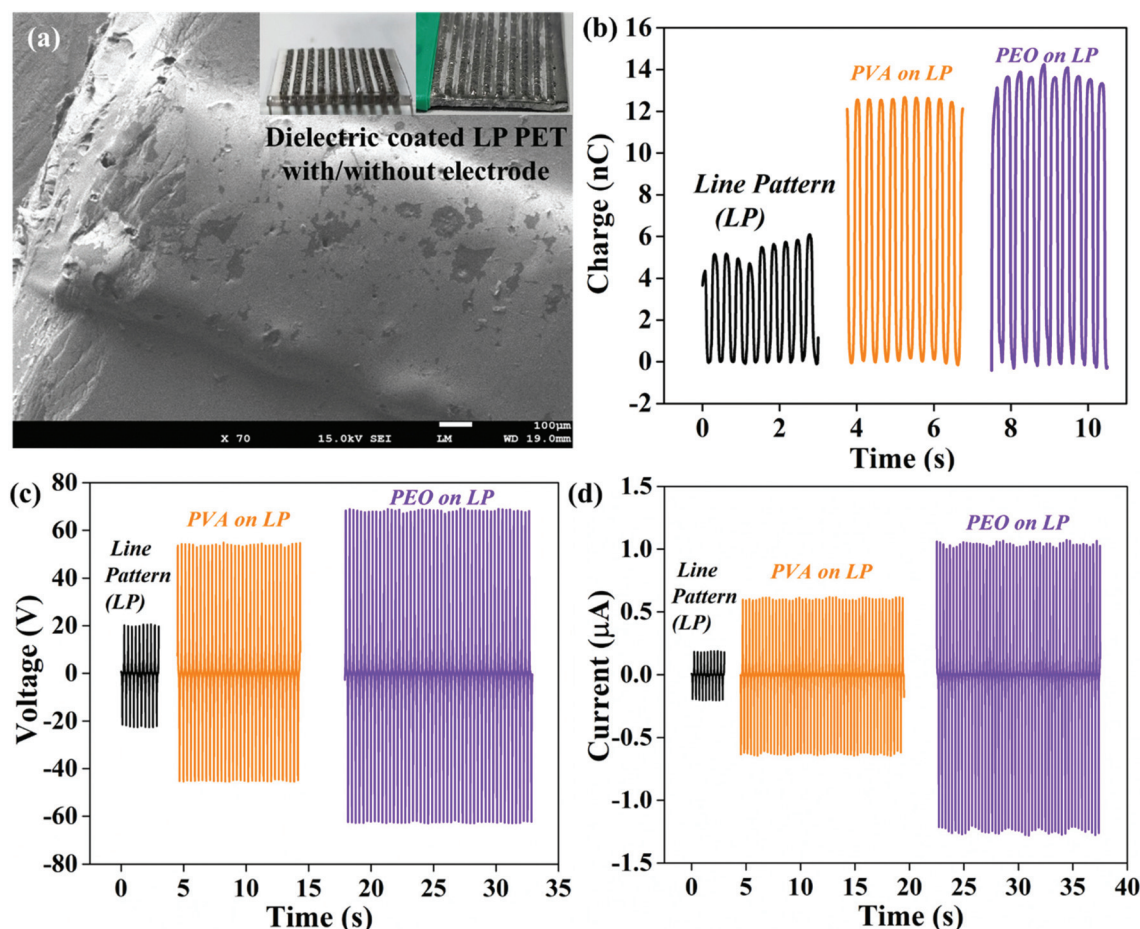 (a)
Dielectric coated LP PET
with/without electrode
100µm
X 70 15.0kV SEI LM WD 19.0mm
(b)
16
14
12
10
8
6
4
2
0
-2
Charge (nC)
Line Pattern
(LP)
PVA on LP
PEO on LP
0 2 4 6 8 10
Time (s)
(c)
80
60
40
20
0
-20
-40
-60
-80
Voltage (V)
Line
Pattern
(LP)
PVA on LP
PEO on LP
0 5 10 15 20 25 30 35
Time (s)
(d)
1.5
1.0
0.5
0.0
-0.5
-1.0
-1.5
Current (µA)
Line
Pattern
(LP)
PVA on LP
PEO on LP
0 5 10 15 20 25 30 35 40
Time (s)